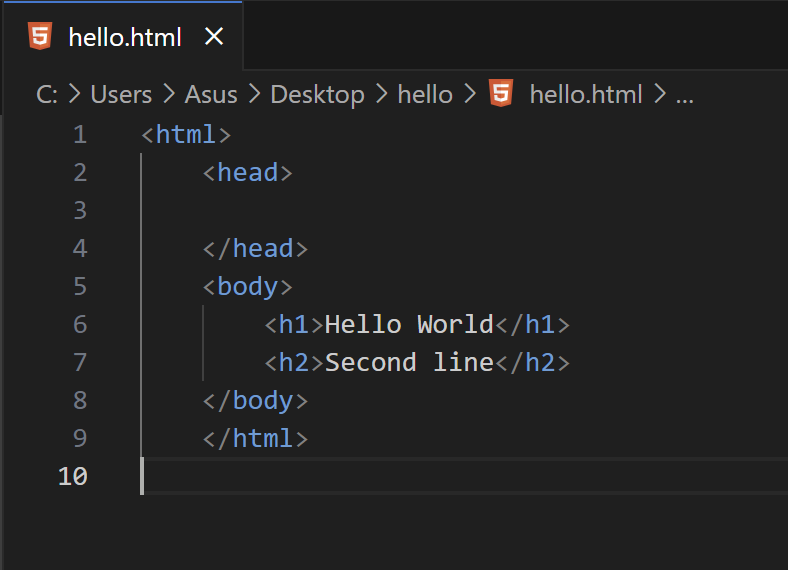 hello.html ×
C: > Users > Asus > Desktop > hello > hello.html > ...
1 <html>
2     <head>
3
4     </head>
5     <body>
6         <h1>Hello World</h1>
7         <h2>Second line</h2>
8     </body>
9     </html>
10